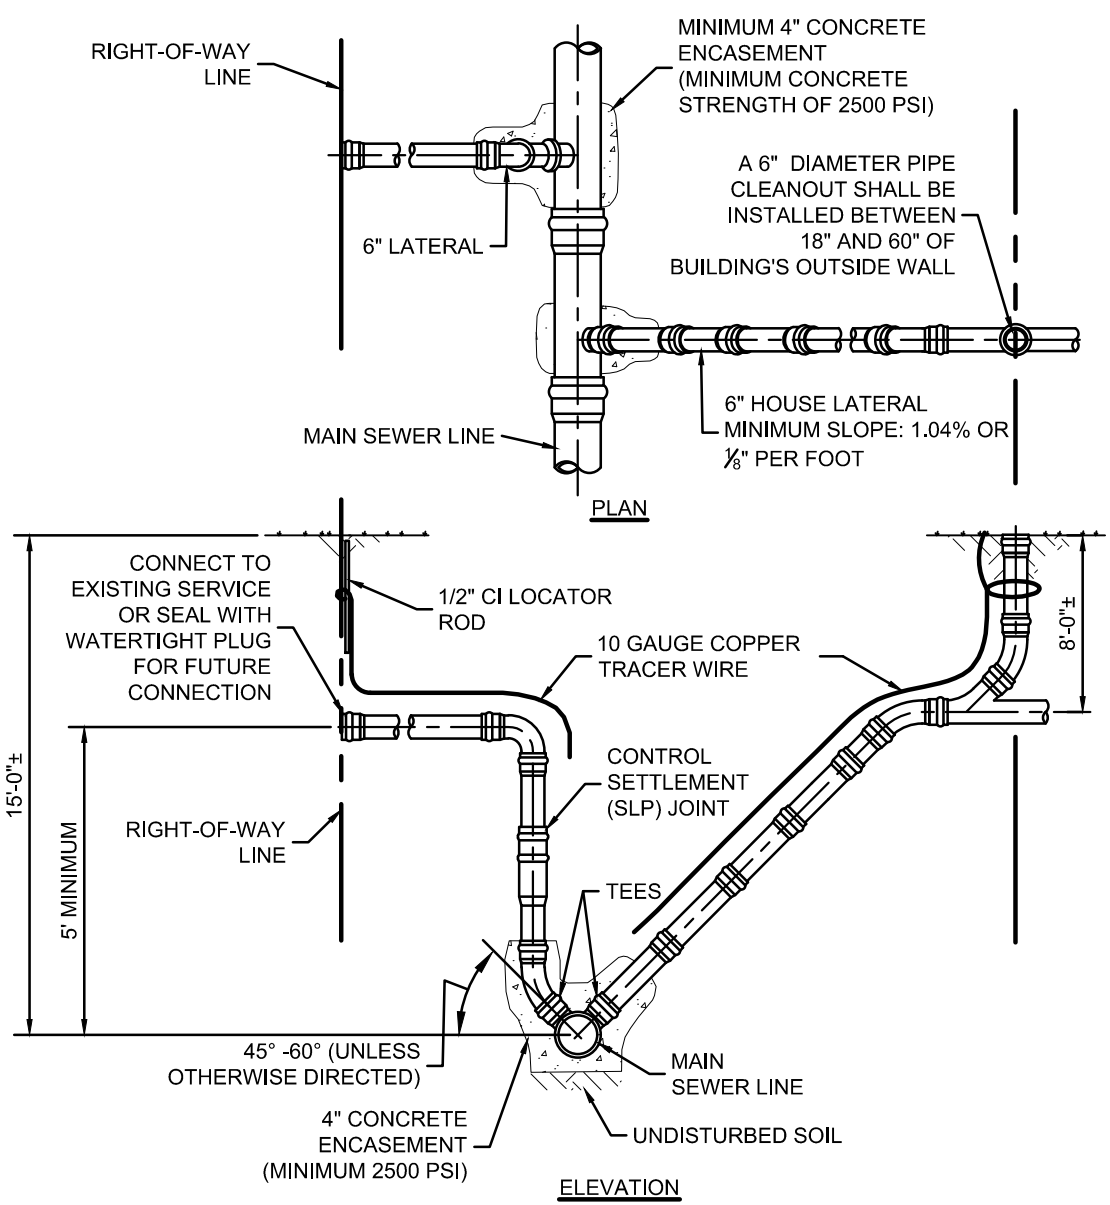 RIGHT-OF-WAY
LINE
MINIMUM 4" CONCRETE
ENCASEMENT
(MINIMUM CONCRETE
STRENGTH OF 2500 PSI)
A 6" DIAMETER PIPE
CLEANOUT SHALL BE
INSTALLED BETWEEN
18" AND 60" OF
BUILDING'S OUTSIDE WALL
6" LATERAL
6" HOUSE LATERAL
MINIMUM SLOPE: 1.04% OR
1/8" PER FOOT
MAIN SEWER LINE
PLAN
CONNECT TO
EXISTING SERVICE
OR SEAL WITH
WATERTIGHT PLUG
FOR FUTURE
CONNECTION
1/2" CI LOCATOR
ROD
10 GAUGE COPPER
TRACER WIRE
8'-0"±
15'-0"±
CONTROL
SETTLEMENT
(SLP) JOINT
RIGHT-OF-WAY
LINE
5' MINIMUM
TEES
45° -60° (UNLESS
OTHERWISE DIRECTED)
MAIN
SEWER LINE
4" CONCRETE
ENCASEMENT
(MINIMUM 2500 PSI)
UNDISTURBED SOIL
ELEVATION